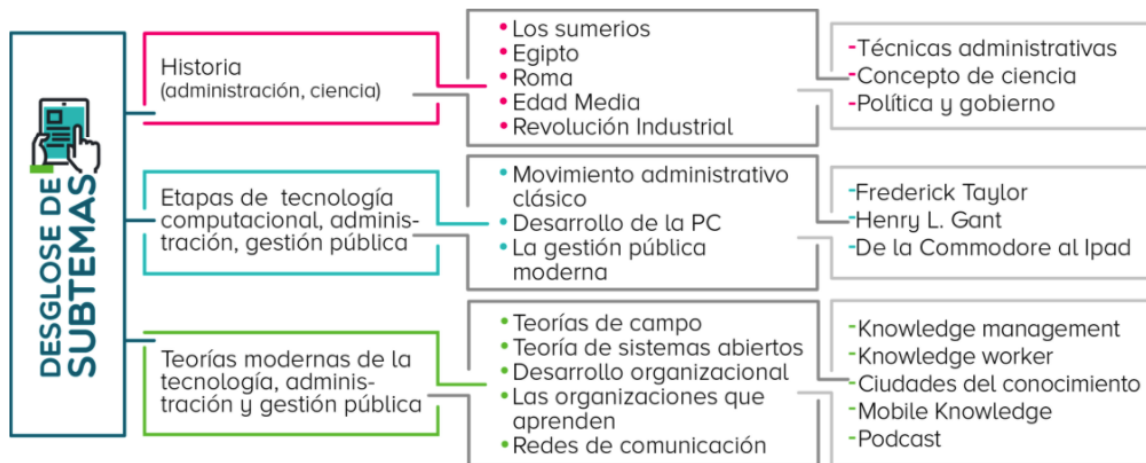 DESGLOSE DE
SUBTEMAS
Historia
(administración, ciencia)
• Los sumerios
• Egipto
• Roma
• Edad Media
• Revolución Industrial
-Técnicas administrativas
-Concepto de ciencia
-Política y gobierno
Etapas de tecnología
computacional, adminis-
tración, gestión pública
• Movimiento administrativo
clásico
• Desarrollo de la PC
• La gestión pública
moderna
-Frederick Taylor
-Henry L. Gant
-De la Commodore al Ipad
Teorías modernas de la
tecnología, adminis-
tración y gestión pública
• Teorías de campo
• Teoría de sistemas abiertos
• Desarrollo organizacional
• Las organizaciones que
aprenden
• Redes de comunicación
-Knowledge management
-Knowledge worker
-Ciudades del conocimiento
-Mobile Knowledge
-Podcast